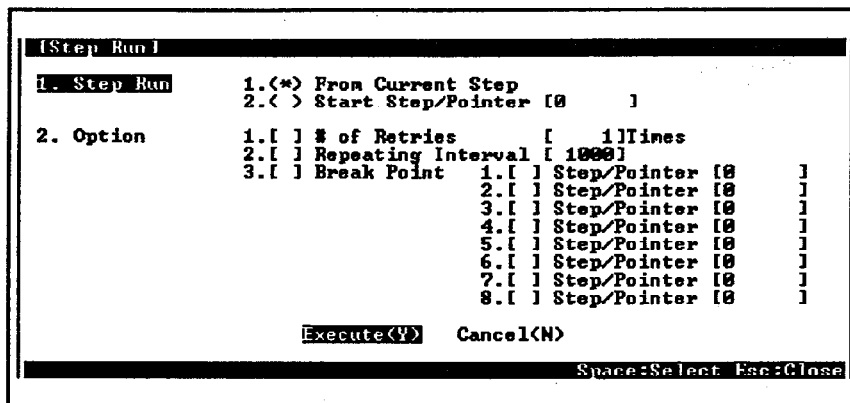 [Step Run]
1. Step Run 1.(*) From Current Step
2.( ) Start Step/Pointer [0 ]
2. Option 1.[ ] # of Retries [ 1]Times
2.[ ] Repeating Interval [ 1000]
3.[ ] Break Point 1.[ ] Step/Pointer [0 ]
2.[ ] Step/Pointer [0 ]
3.[ ] Step/Pointer [0 ]
4.[ ] Step/Pointer [0 ]
5.[ ] Step/Pointer [0 ]
6.[ ] Step/Pointer [0 ]
7.[ ] Step/Pointer [0 ]
8.[ ] Step/Pointer [0 ]
Execute(Y) Cancel(N)
Space:Select Esc:Close